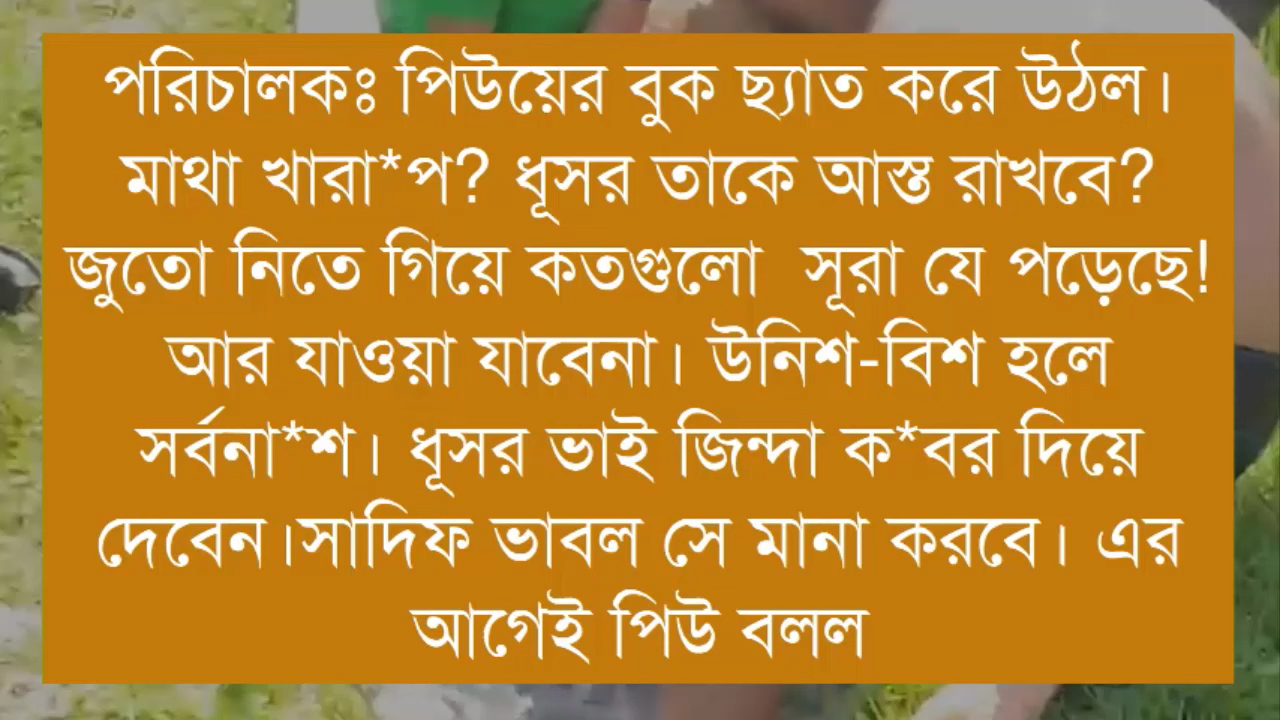 পরিচালকঃ পিউয়ের বুক ছ্যাত করে উঠল।
মাথা খারা*প? ধূসর তাকে আস্ত রাখবে?
জুতো নিতে গিয়ে কতগুলো সূরা যে পড়েছে!
আর যাওয়া যাবেনা। উনিশ-বিশ হলে
সর্বনা*শ। ধূসর ভাই জিন্দা ক*বর দিয়ে
দেবেন।সাদিফ ভাবল সে মানা করবে। এর
আগেই পিউ বলল